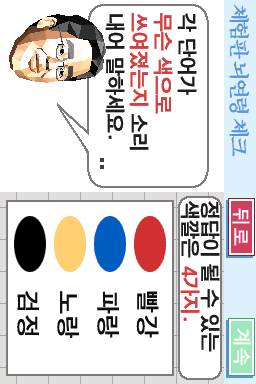 체험판 뇌연령 체크
각 단어가
무슨 색으로
쓰여졌는지 소리
내어 말하세요.
뒤로
계속
정답이 될 수 있는
색깔은 4가지.
빨강
파랑
노랑
검정